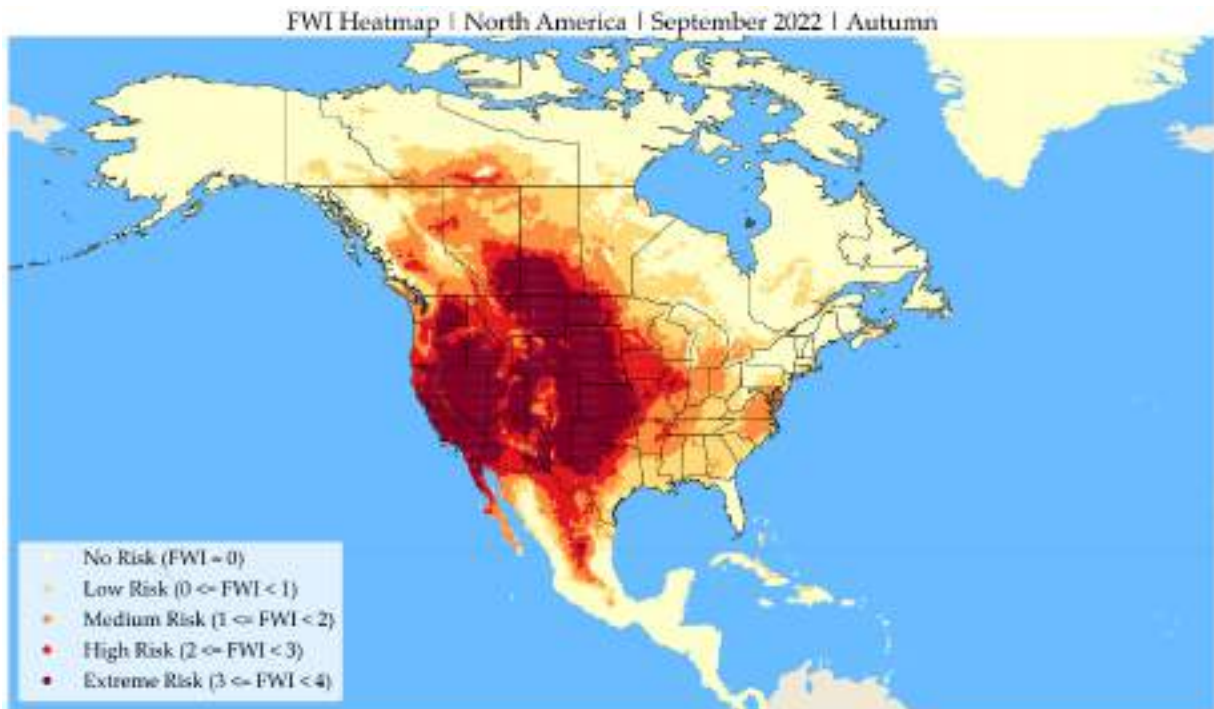 FWI Heatmap | North America | September 2022 | Autumn
No Risk (FWI = 0)
Low Risk (0 <= FWI < 1)
Medium Risk (1 <= FWI < 2)
High Risk (2 <= FWI < 3)
Extreme Risk (3 <= FWI < 4)